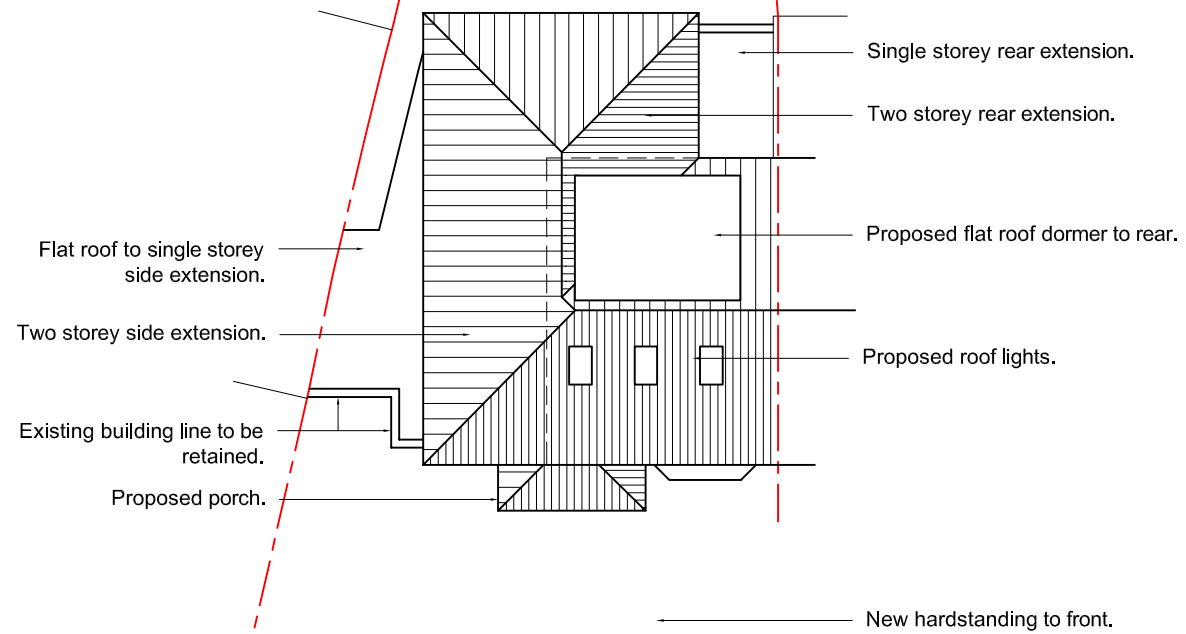 Single storey rear extension.
Two storey rear extension.
Proposed flat roof dormer to rear.
Flat roof to single storey
side extension.
Two storey side extension.
Proposed roof lights.
Existing building line to be
retained.
Proposed porch.
New hardstanding to front.